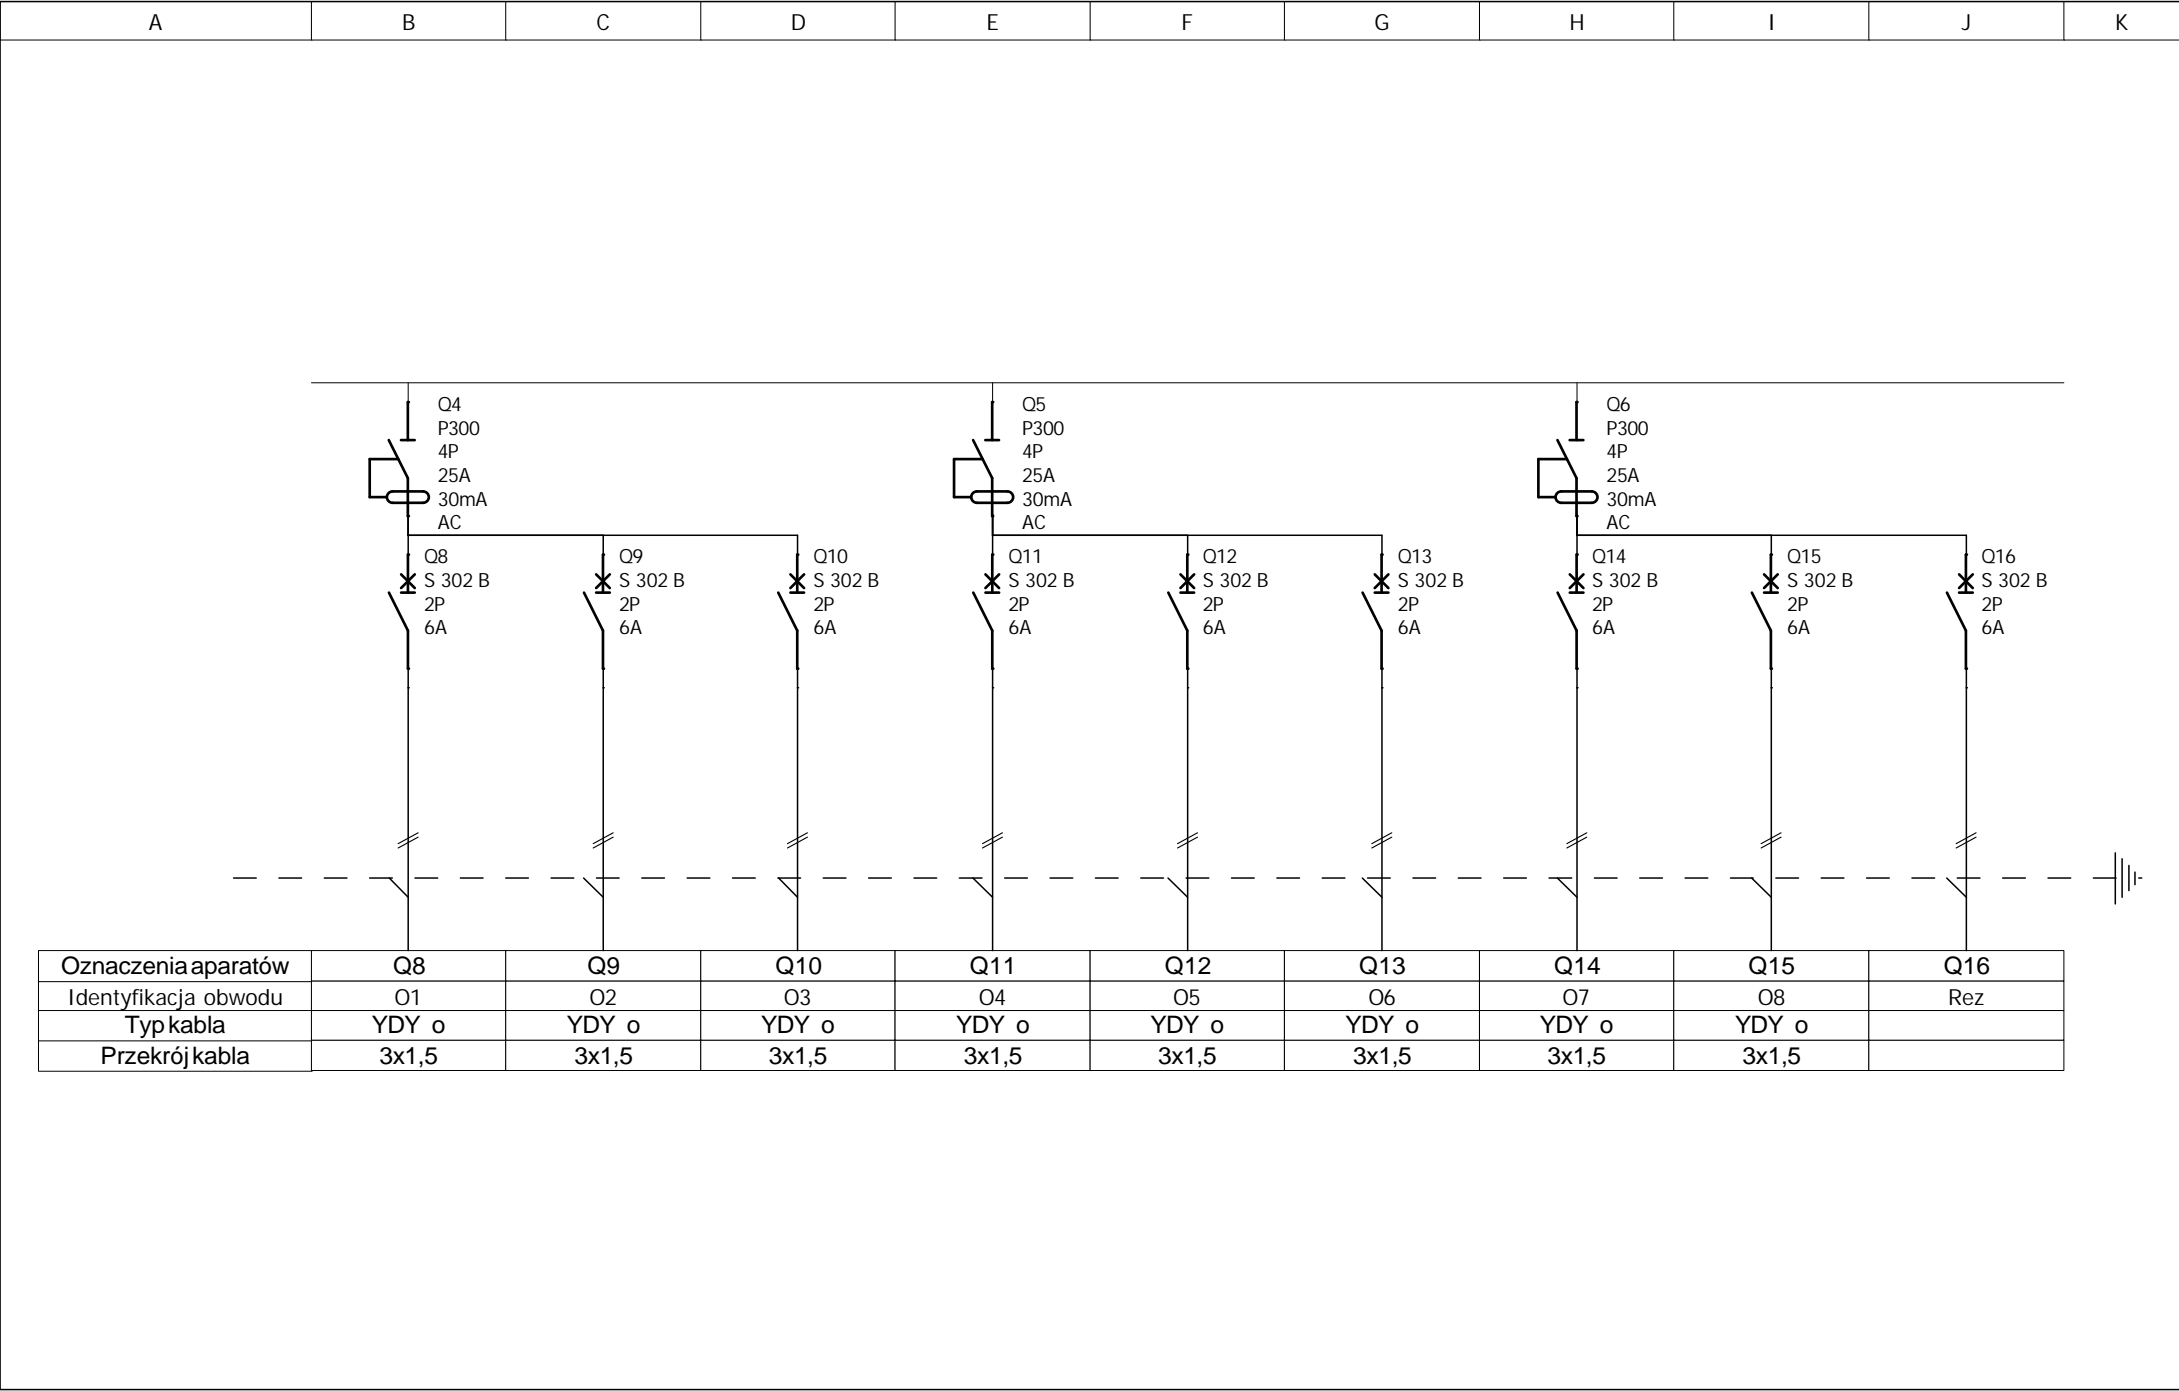 A B C D E F G H I J K
Q4 Q5 Q6
P300 P300 P300
4P 4P 4P
25A 25A 25A
30mA 30mA 30mA
AC AC AC
Q8 Q9 Q10 Q11 Q12 Q13 Q14 Q15 Q16
S 302 B S 302 B S 302 B S 302 B S 302 B S 302 B S 302 B S 302 B S 302 B
2P 2P 2P 2P 2P 2P 2P 2P 2P
6A 6A 6A 6A 6A 6A 6A 6A 6A
Oznaczenia aparatów Q8 Q9 Q10 Q11 Q12 Q13 Q14 Q15 Q16
Identyfikacja obwodu O1 O2 O3 O4 O5 O6 O7 O8 Rez
Typ kabla YDY o YDY o YDY o YDY o YDY o YDY o YDY o YDY o
Przekrój kabla 3x1,5 3x1,5 3x1,5 3x1,5 3x1,5 3x1,5 3x1,5 3x1,5